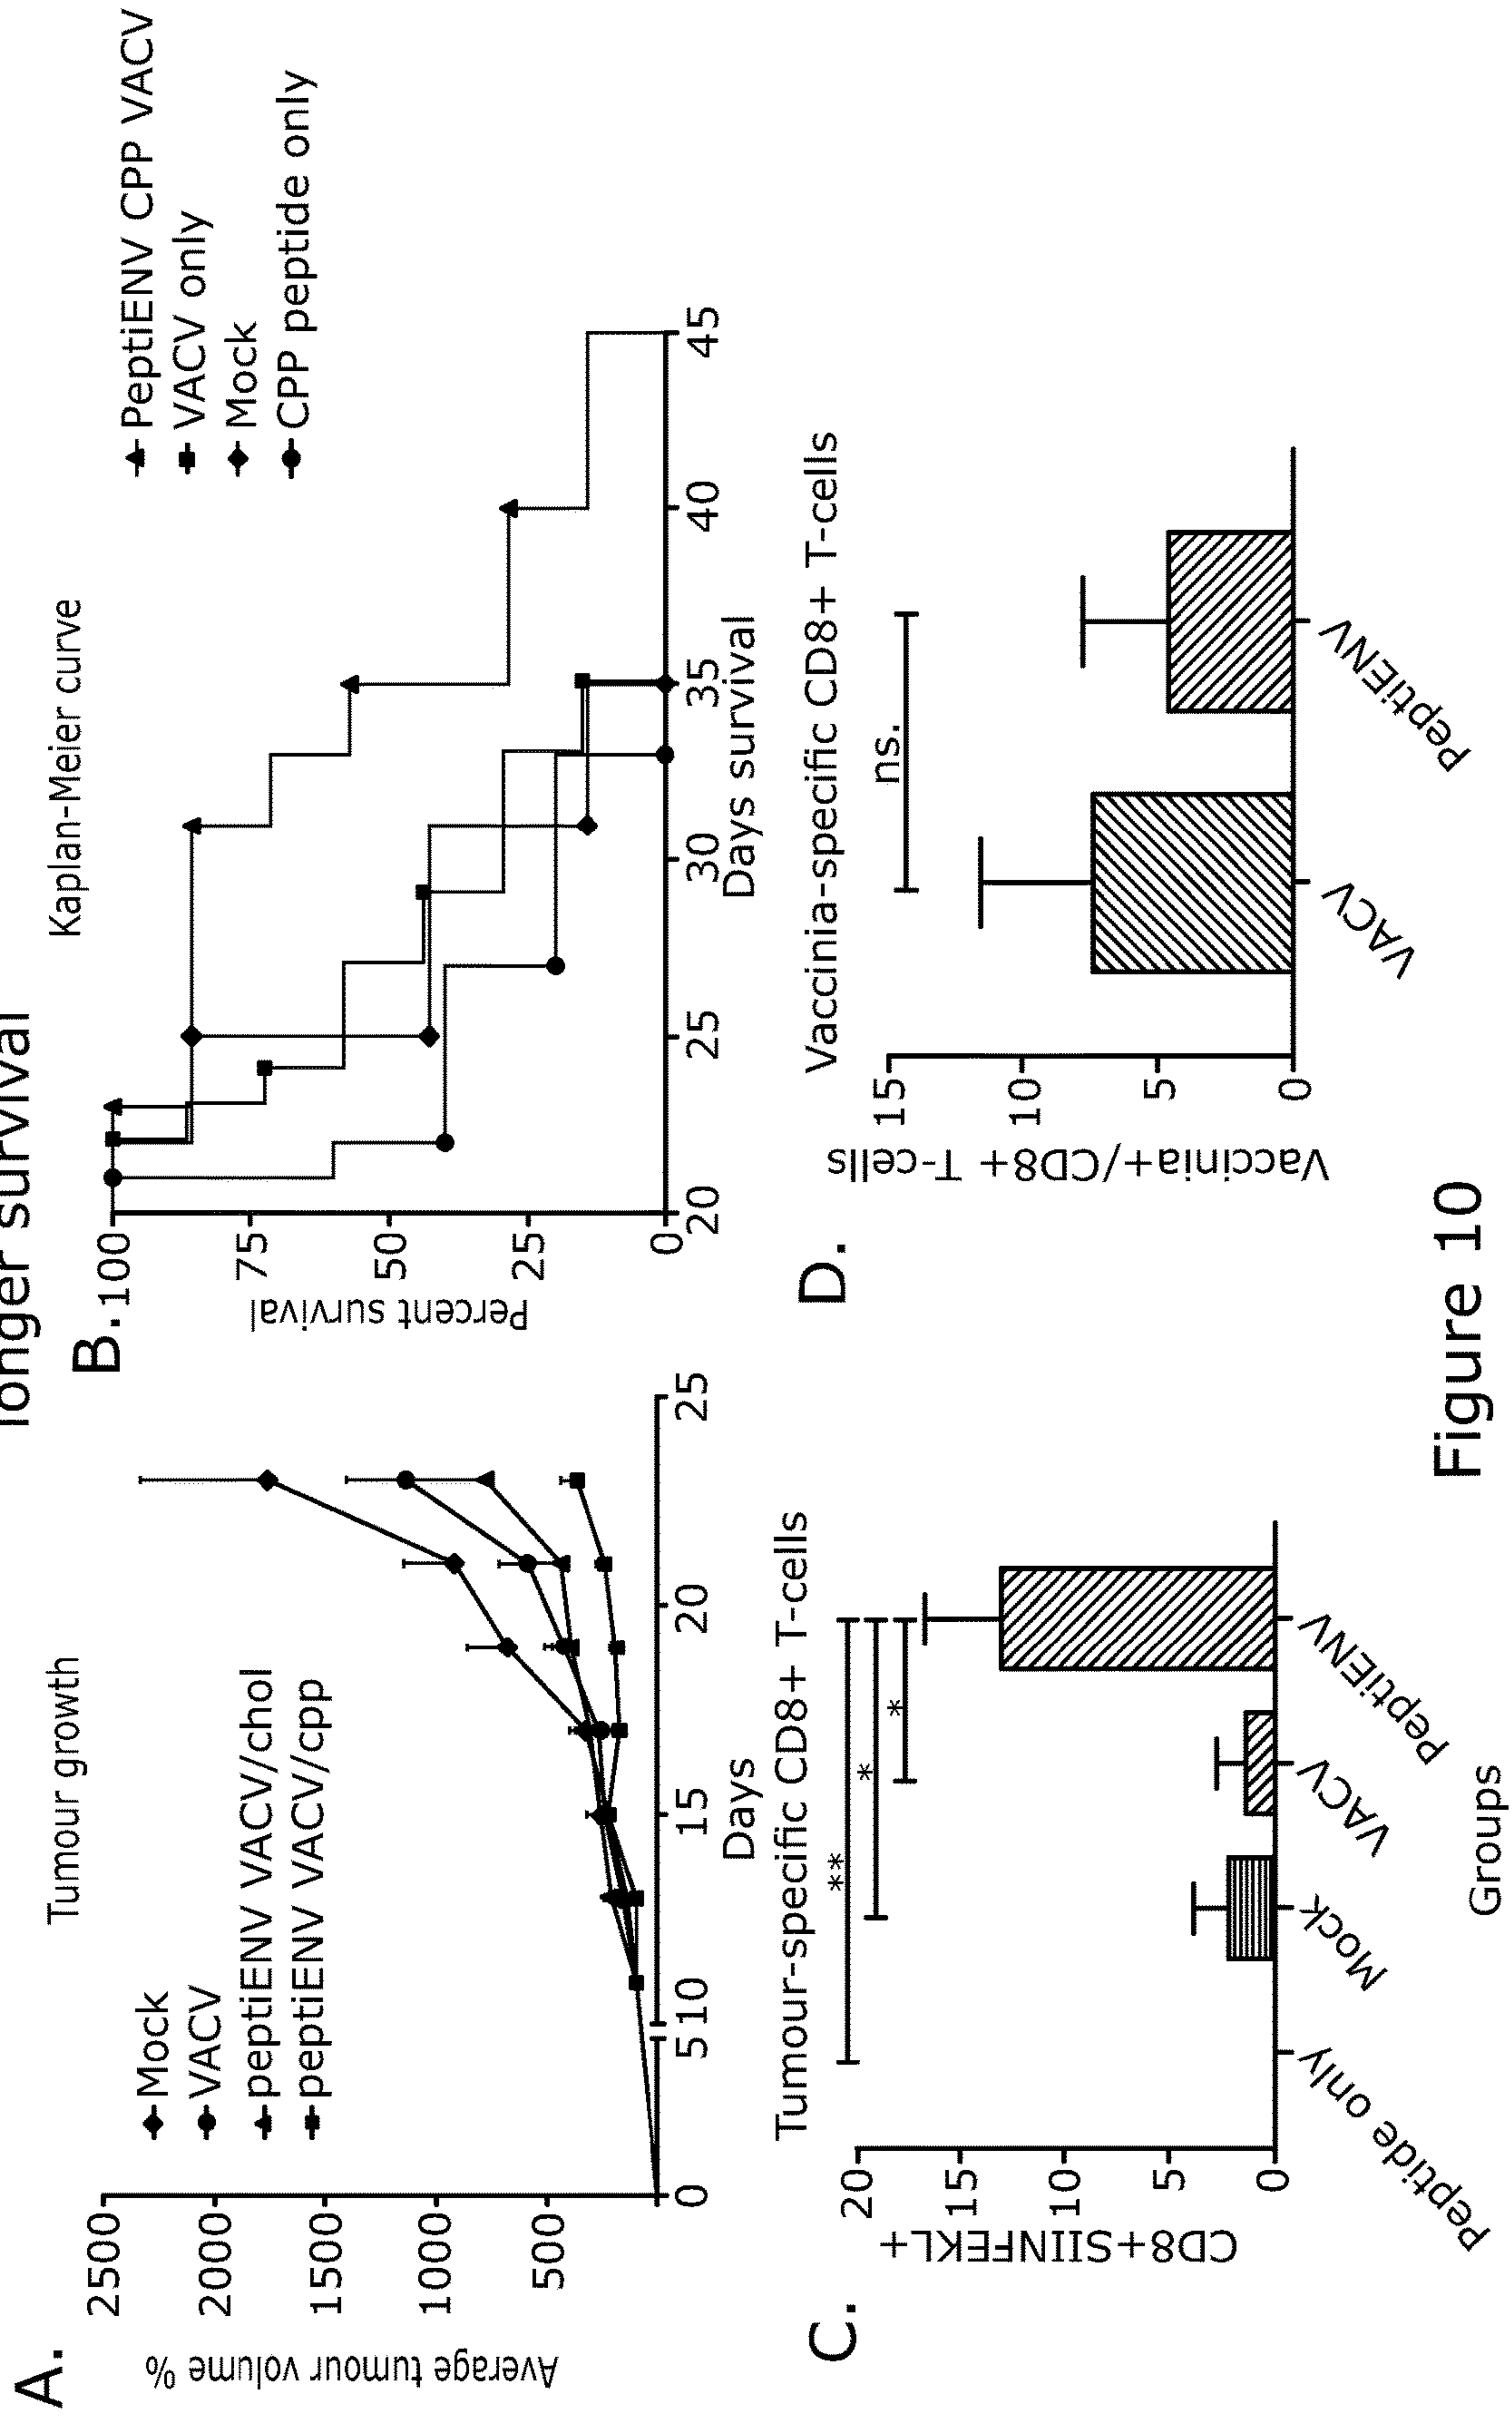 longer survival
A.
Tumour growth
Average tumour volume %
2500
2000
1500
1000
500
0 5 10 15 20 25
Days
Mock
VACV
peptiENV VACV/chol
peptiENV VACV/cpp
B.
Kaplan-Meier curve
Percent survival
100
75
50
25
0
20 25 30 35 40 45
Days survival
PeptiENV CPP VACV
VACV only
Mock
CPP peptide only
C.
Tumour-specific CD8+ T-cells
CD8+SIINFEKL+
20
15
10
5
0
**
*
*
Peptide only
Mock
VACV
PeptiENV
Groups
D.
Vaccinia-specific CD8+ T-cells
Vaccinia+/CD8+ T-cells
15
10
5
0
ns.
VACV
PeptiENV
Figure 10